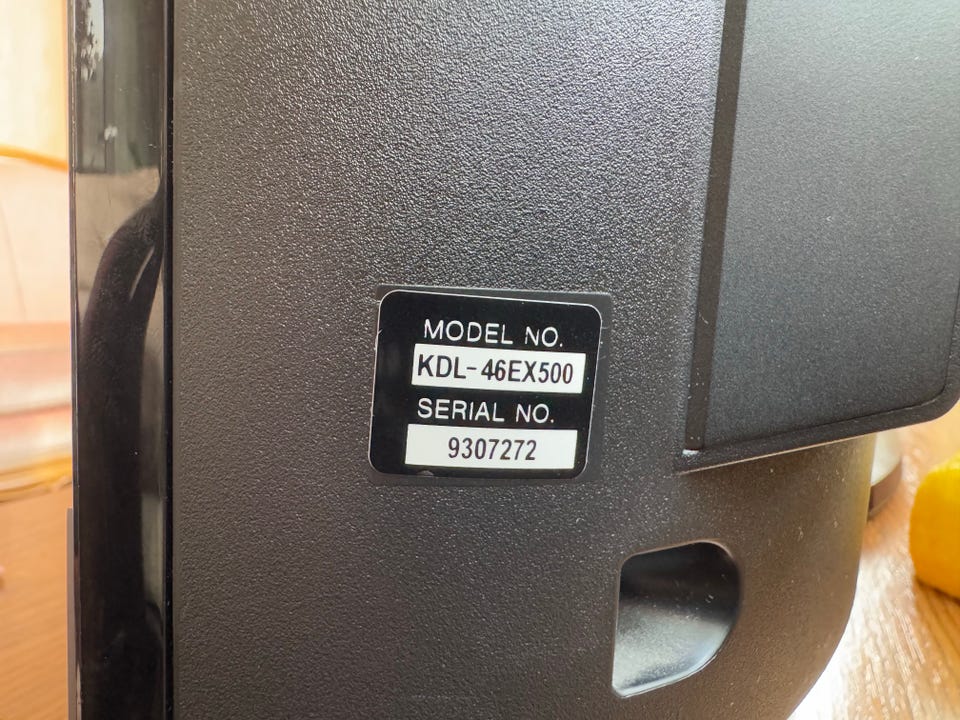 MODEL NO.
KDL-46EX500
SERIAL NO.
9307272